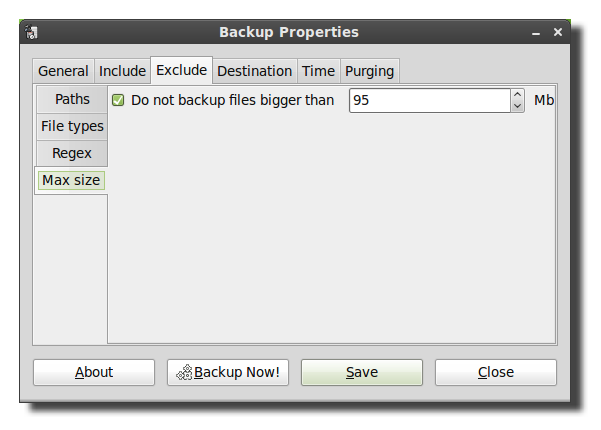 Backup Properties
General Include Exclude Destination Time Purging
Paths
Do not backup files bigger than 95 Mb
File types
Regex
Max size
About Backup Now! Save Close